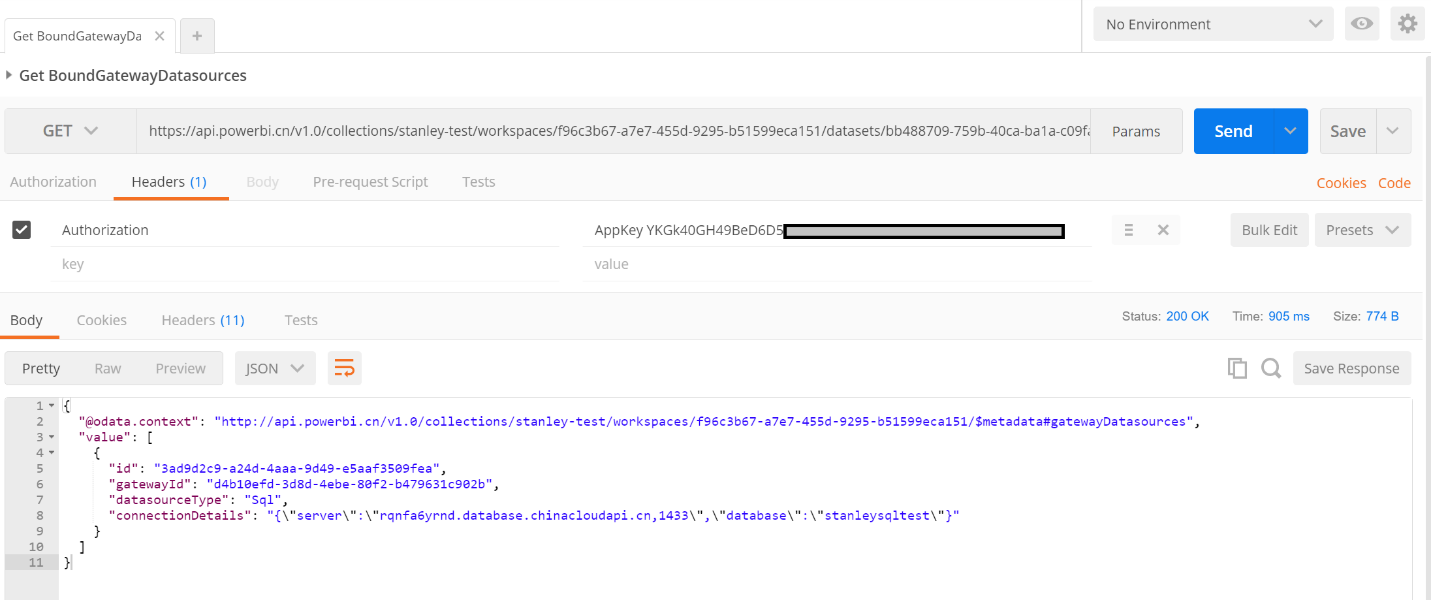 Get BoundGatewayDa
No Environment
Get BoundGatewayDatasources
GET https://api.powerbi.cn/v1.0/collections/stanley-test/workspaces/f96c3b67-a7e7-455d-9295-b51599eca151/datasets/bb488709-759b-40ca-ba1a-c09fa Params Send Save
Authorization Headers (1) Body Pre-request Script Tests Cookies Code
Authorization AppKey YKGk40GH49BeD6D5 Bulk Edit Presets
key value
Body Cookies Headers (11) Tests Status: 200 OK Time: 905 ms Size: 774 B
Pretty Raw Preview JSON Save Response
1 {
2 "@odata.context": "http://api.powerbi.cn/v1.0/collections/stanley-test/workspaces/f96c3b67-a7e7-455d-9295-b51599eca151/$metadata#gatewayDatasources",
3 "value": [
4 {
5 "id": "3ad9d2c9-a24d-4aaa-9d49-e5aaf3509fea",
6 "gatewayId": "d4b10efd-3d8d-4ebe-80f2-b479631c902b",
7 "datasourceType": "Sql",
8 "connectionDetails": "{\"server\":\"rqnfa6yrnd.database.chinacloudapi.cn,1433\",\"database\":\"stanleysqltest\"}"
9 }
10 ]
11 }